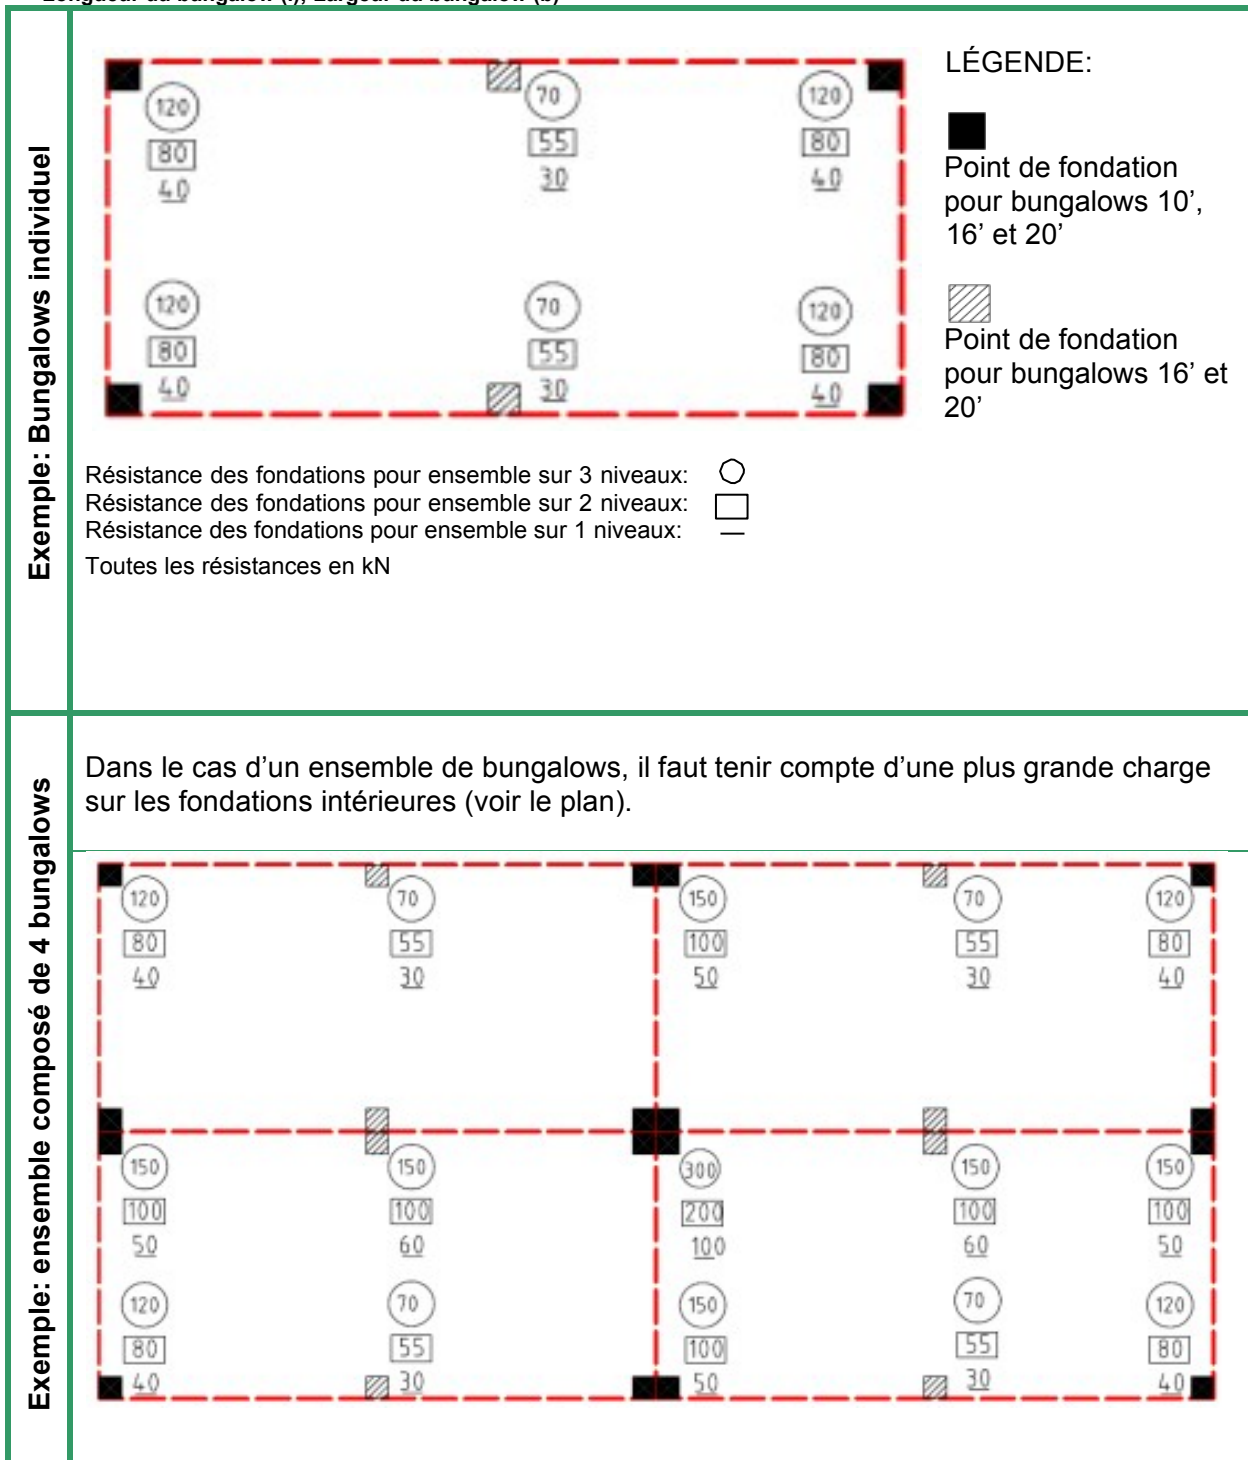 Longueur du bungalow (l), Largeur du bungalow (b)
Exemple: Bungalows individuel
120 70 120
80 55 80
40 30 40
120 70 120
80 55 80
40 30 40
LÉGENDE:
Point de fondation
pour bungalows 10’,
16’ et 20’
Point de fondation
pour bungalows 16’ et
20’
Résistance des fondations pour ensemble sur 3 niveaux:
Résistance des fondations pour ensemble sur 2 niveaux:
Résistance des fondations pour ensemble sur 1 niveaux:
Toutes les résistances en kN
Exemple: ensemble composé de 4 bungalows
Dans le cas d’un ensemble de bungalows, il faut tenir compte d’une plus grande charge
sur les fondations intérieures (voir le plan).
120 70 150 70 120
80 55 100 55 80
40 30 50 30 40
150 150 300 150 150
100 100 200 100 100
50 60 100 60 50
120 70 150 70 120
80 55 100 55 80
40 30 50 30 40